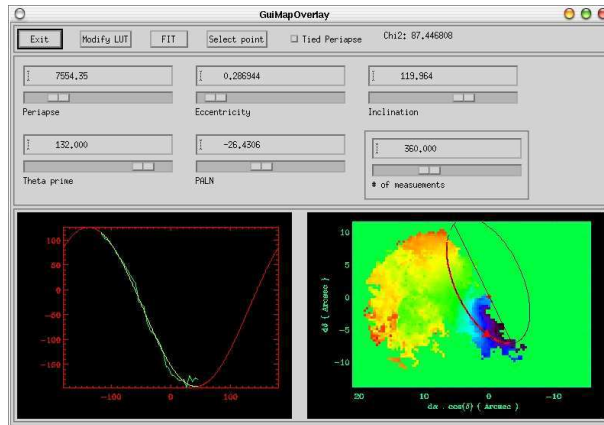 GuiMapOverlay
Exit Modify LUT FIT Select point Tied Periapse Chi2: 87.446808
7554.35 0.286944 119.964
Periapse Eccentricity Inclination
132.000 -26.4306 360.000
Theta prime PALN # of measuements
100
50
0
-50
-100
-150
-100 0 100
dδ ( Arcsec )
10
5
0
-5
-10
20 10 0 -10
dα . cos(δ) ( Arcsec )